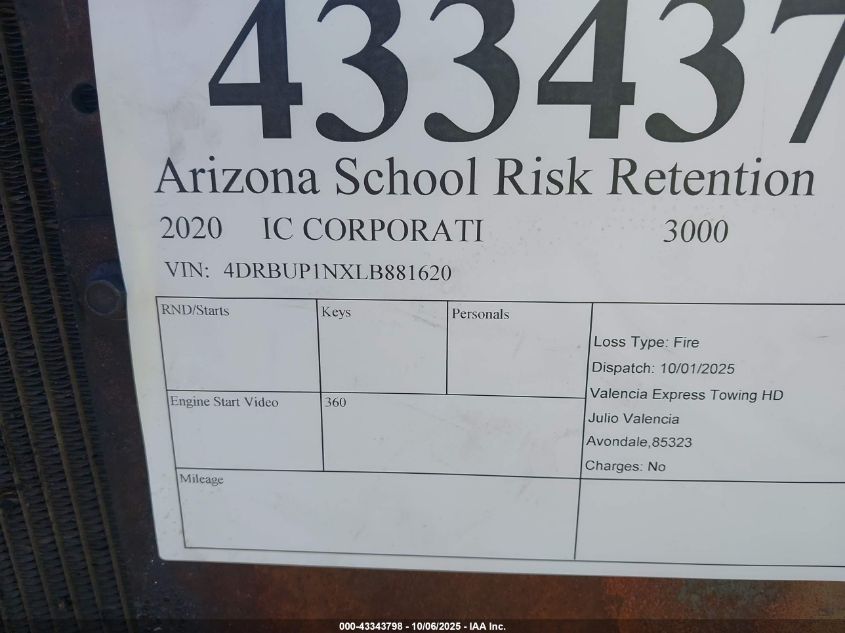 433437
Arizona School Risk Retention
2020 IC CORPORATI 3000
VIN: 4DRBUP1NXLB881620
RND/Starts Keys Personals
Loss Type: Fire
Dispatch: 10/01/2025
Valencia Express Towing HD
Engine Start Video 360
Julio Valencia
Avondale,85323
Charges: No
Mileage
000-43343798 - 10/06/2025 - IAA Inc.